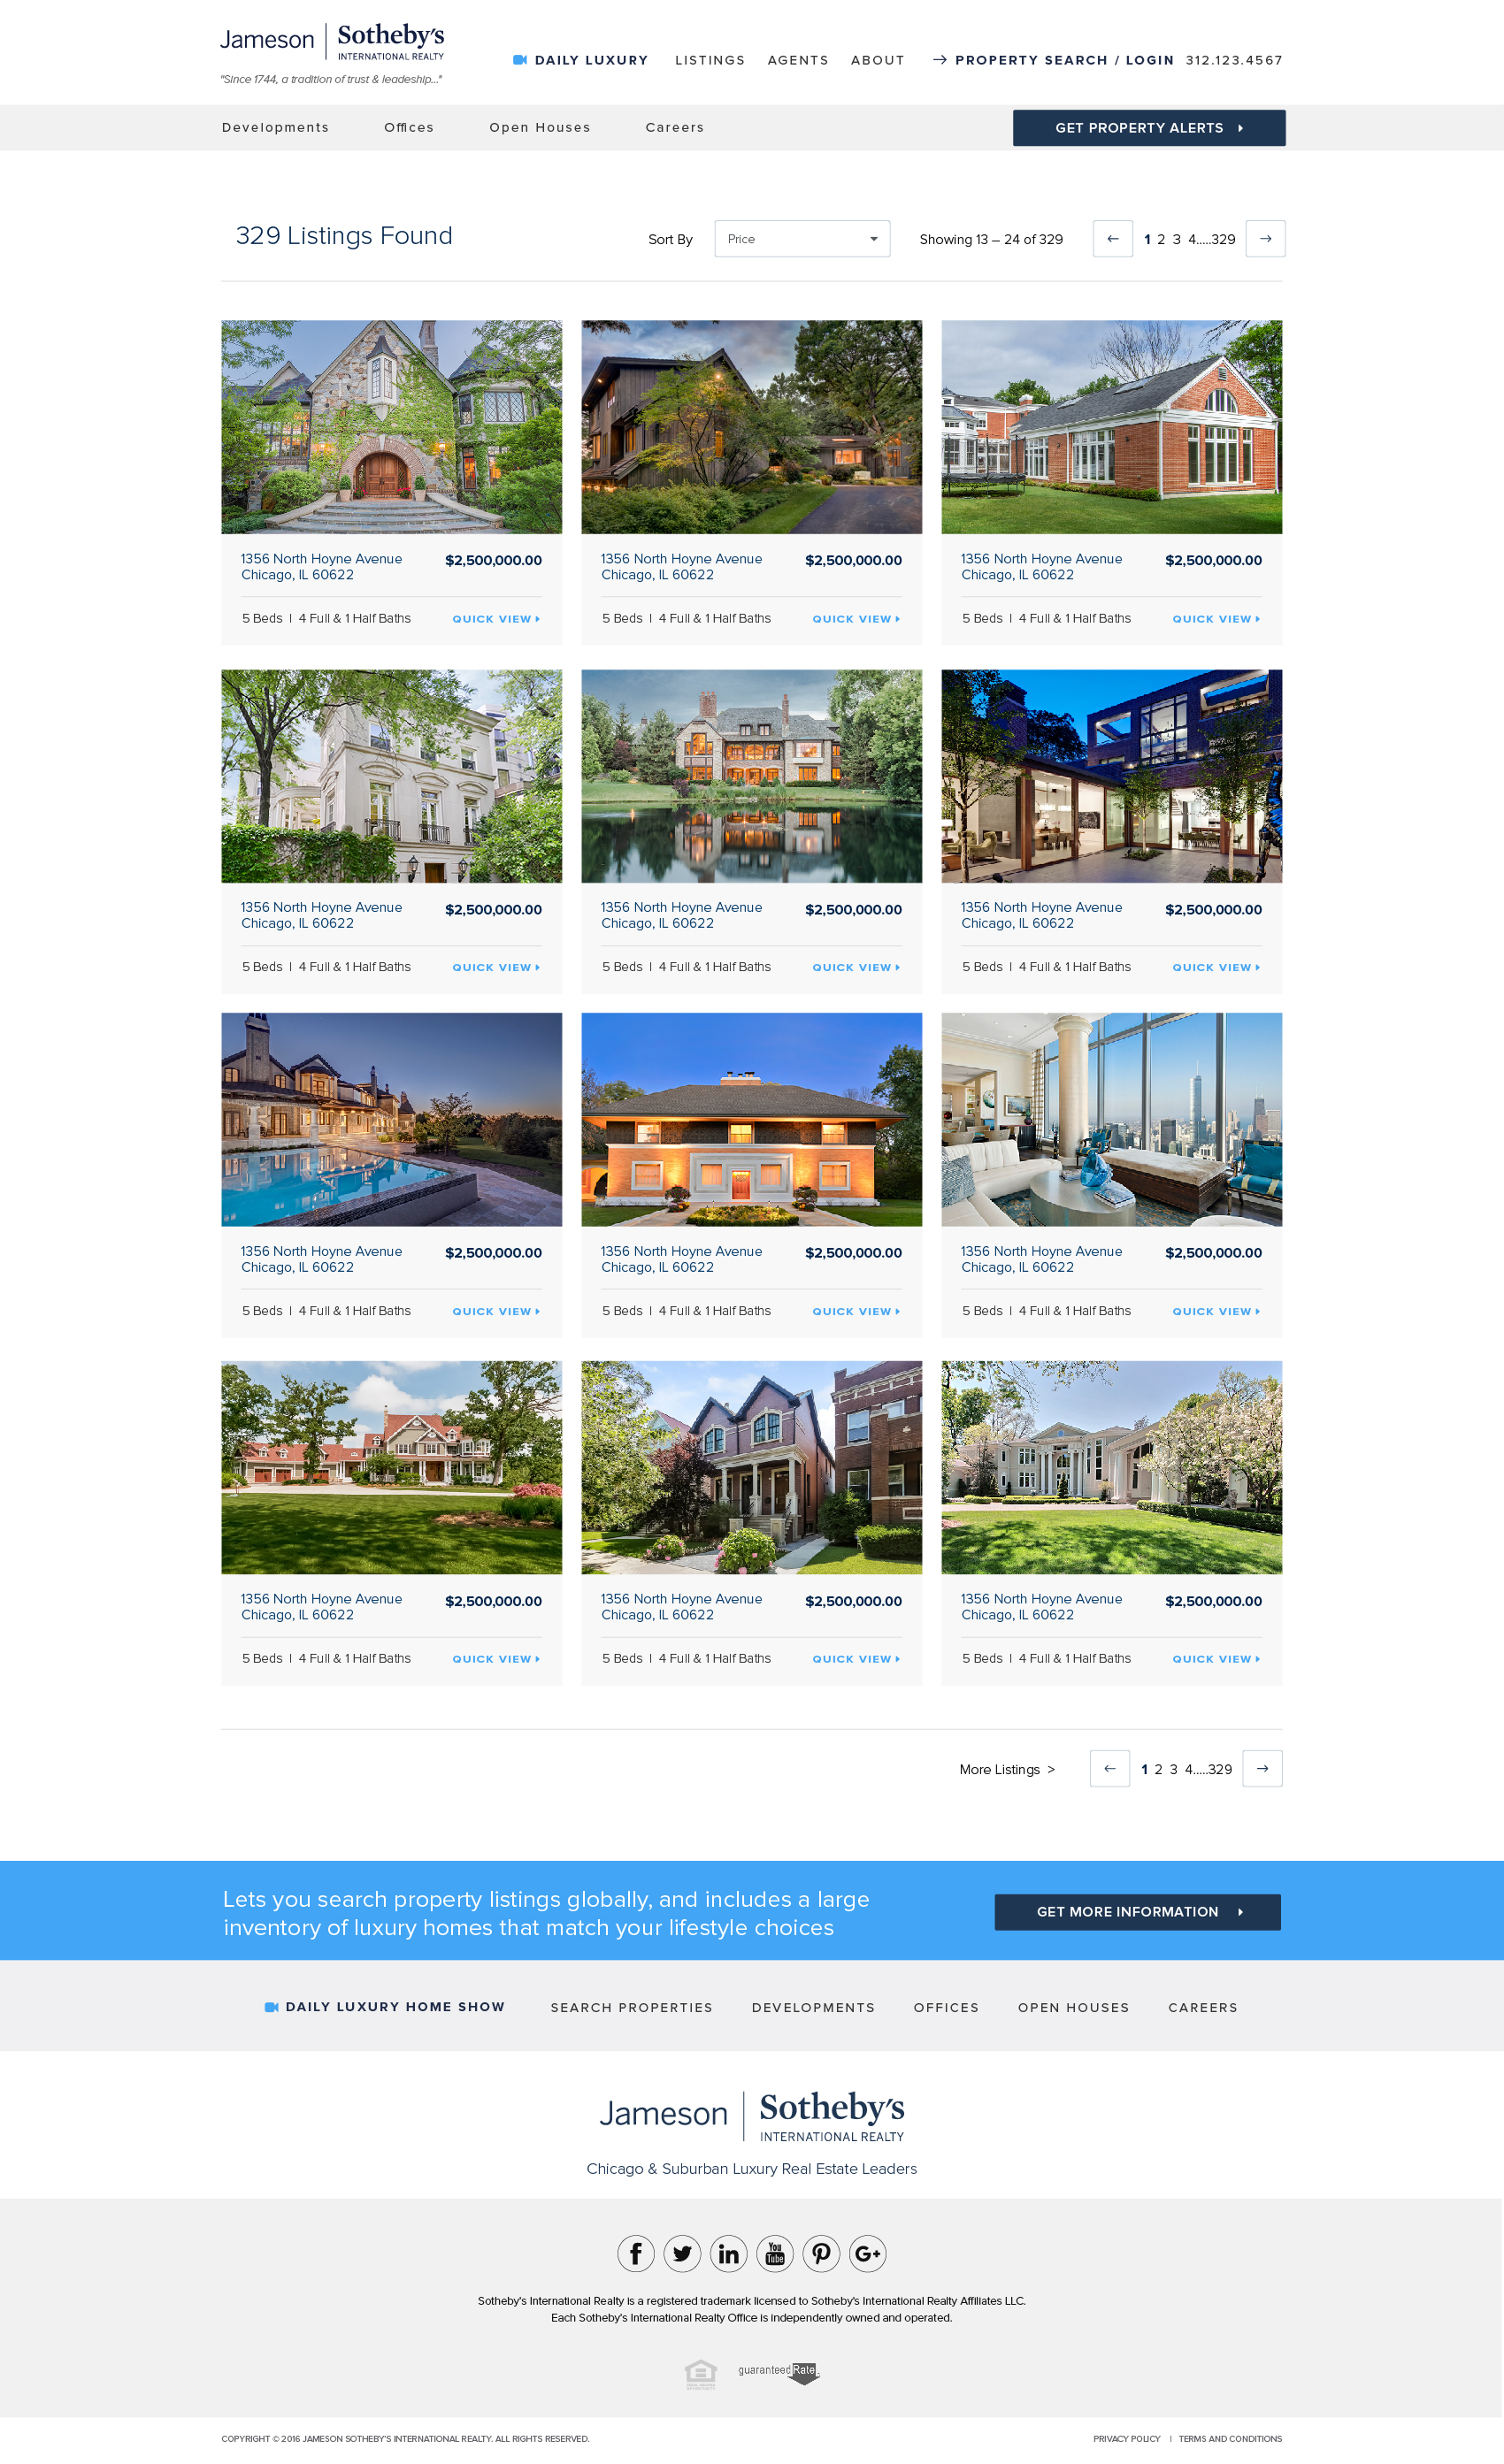 Jameson Sotheby's
INTERNATIONAL REALTY
"Since 1744, a tradition of trust & leadeship..."
DAILY LUXURY LISTINGS AGENTS ABOUT PROPERTY SEARCH / LOGIN 312.123.4567
Developments Offices Open Houses Careers GET PROPERTY ALERTS
329 Listings Found Sort By Price Showing 13 – 24 of 329 ← 1 2 3 4.....329 →
1356 North Hoyne Avenue $2,500,000.00 1356 North Hoyne Avenue $2,500,000.00 1356 North Hoyne Avenue $2,500,000.00
Chicago, IL 60622 Chicago, IL 60622 Chicago, IL 60622
5 Beds | 4 Full & 1 Half Baths QUICK VIEW 5 Beds | 4 Full & 1 Half Baths QUICK VIEW 5 Beds | 4 Full & 1 Half Baths QUICK VIEW
1356 North Hoyne Avenue $2,500,000.00 1356 North Hoyne Avenue $2,500,000.00 1356 North Hoyne Avenue $2,500,000.00
Chicago, IL 60622 Chicago, IL 60622 Chicago, IL 60622
5 Beds | 4 Full & 1 Half Baths QUICK VIEW 5 Beds | 4 Full & 1 Half Baths QUICK VIEW 5 Beds | 4 Full & 1 Half Baths QUICK VIEW
1356 North Hoyne Avenue $2,500,000.00 1356 North Hoyne Avenue $2,500,000.00 1356 North Hoyne Avenue $2,500,000.00
Chicago, IL 60622 Chicago, IL 60622 Chicago, IL 60622
5 Beds | 4 Full & 1 Half Baths QUICK VIEW 5 Beds | 4 Full & 1 Half Baths QUICK VIEW 5 Beds | 4 Full & 1 Half Baths QUICK VIEW
1356 North Hoyne Avenue $2,500,000.00 1356 North Hoyne Avenue $2,500,000.00 1356 North Hoyne Avenue $2,500,000.00
Chicago, IL 60622 Chicago, IL 60622 Chicago, IL 60622
5 Beds | 4 Full & 1 Half Baths QUICK VIEW 5 Beds | 4 Full & 1 Half Baths QUICK VIEW 5 Beds | 4 Full & 1 Half Baths QUICK VIEW
More Listings > ← 1 2 3 4.....329 →
Lets you search property listings globally, and includes a large
inventory of luxury homes that match your lifestyle choices
GET MORE INFORMATION
DAILY LUXURY HOME SHOW SEARCH PROPERTIES DEVELOPMENTS OFFICES OPEN HOUSES CAREERS
Jameson Sotheby's
INTERNATIONAL REALTY
Chicago & Suburban Luxury Real Estate Leaders
f in You Tube G+
Sotheby's International Realty is a registered trademark licensed to Sotheby's International Realty Affiliates LLC.
Each Sotheby's International Realty Office is independently owned and operated.
guaranteed Rate
COPYRIGHT © 2016 JAMESON SOTHEBY'S INTERNATIONAL REALTY. ALL RIGHTS RESERVED. PRIVACY POLICY | TERMS AND CONDITIONS